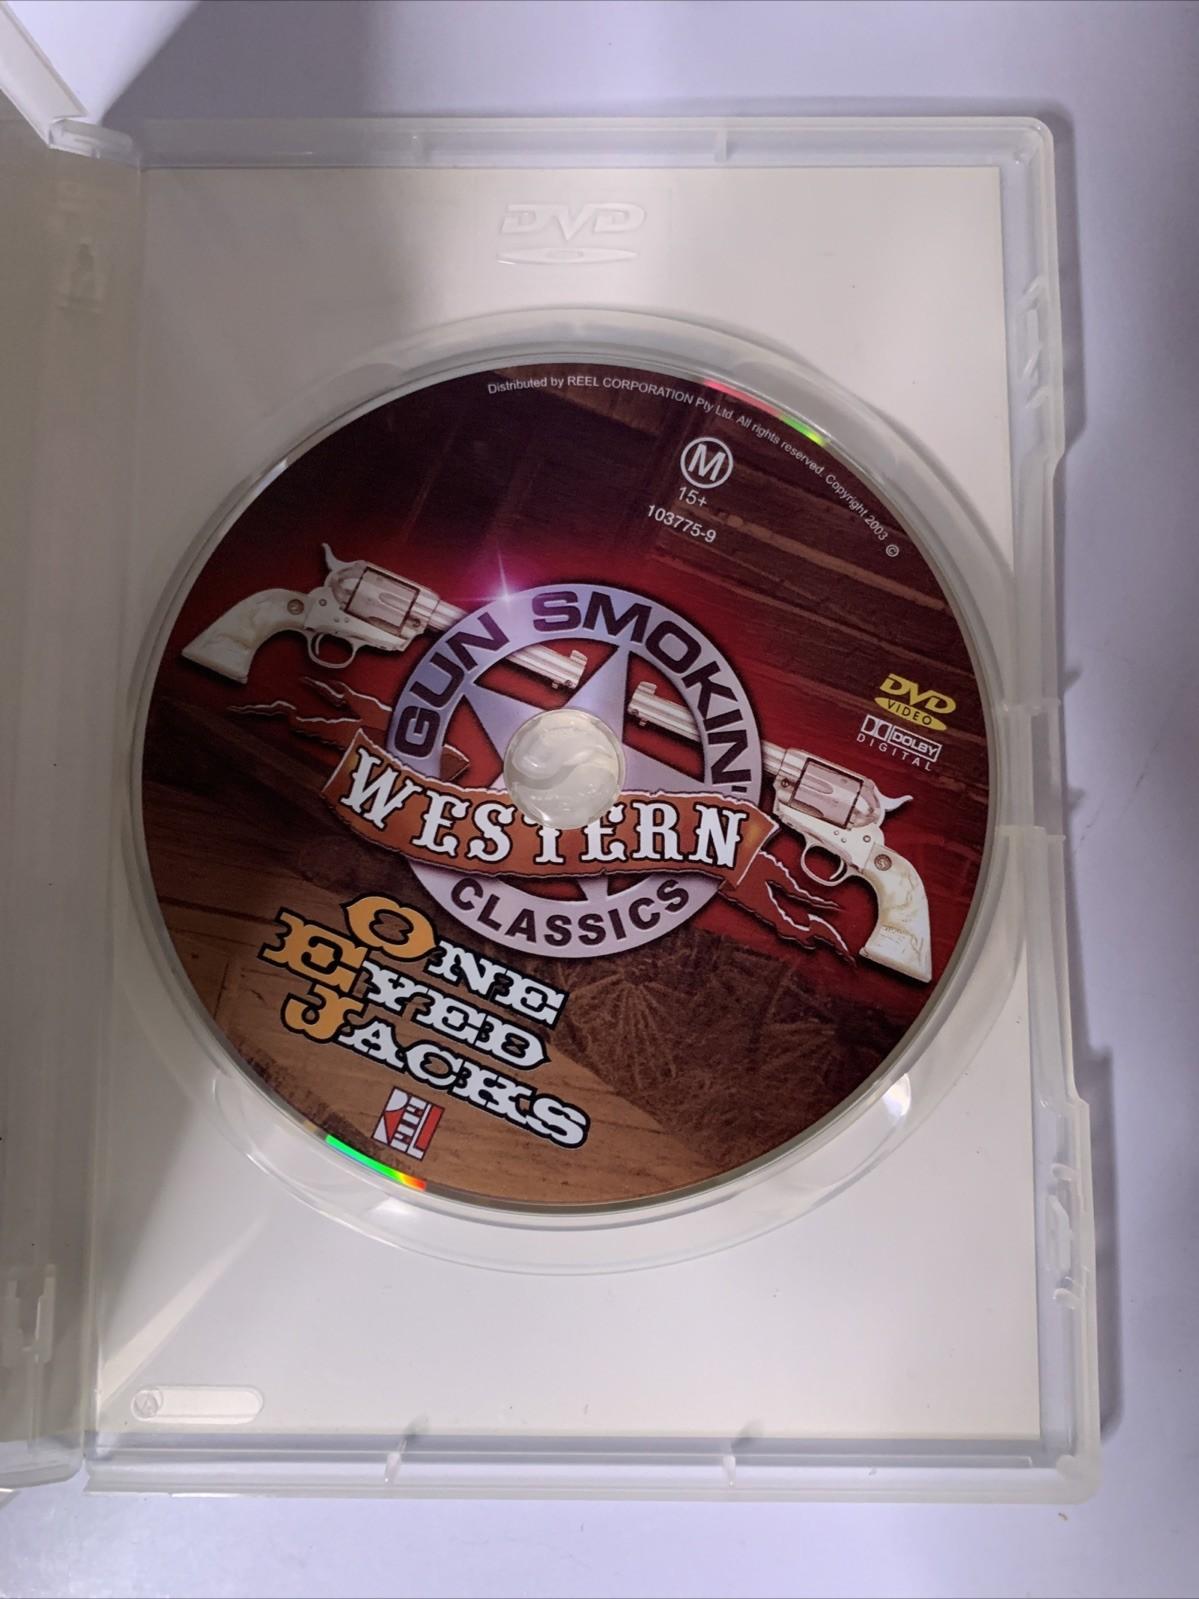 DVD
Distributed by REEL CORPORATION Pty Ltd. All rights reserved. Copyright 2003 ©
M
15+
103775-9
GUN SMOKIN'
WESTERN
CLASSICS
DVD
VIDEO
DOLBY
DIGITAL
ONE
EYED
JACKS
REEL